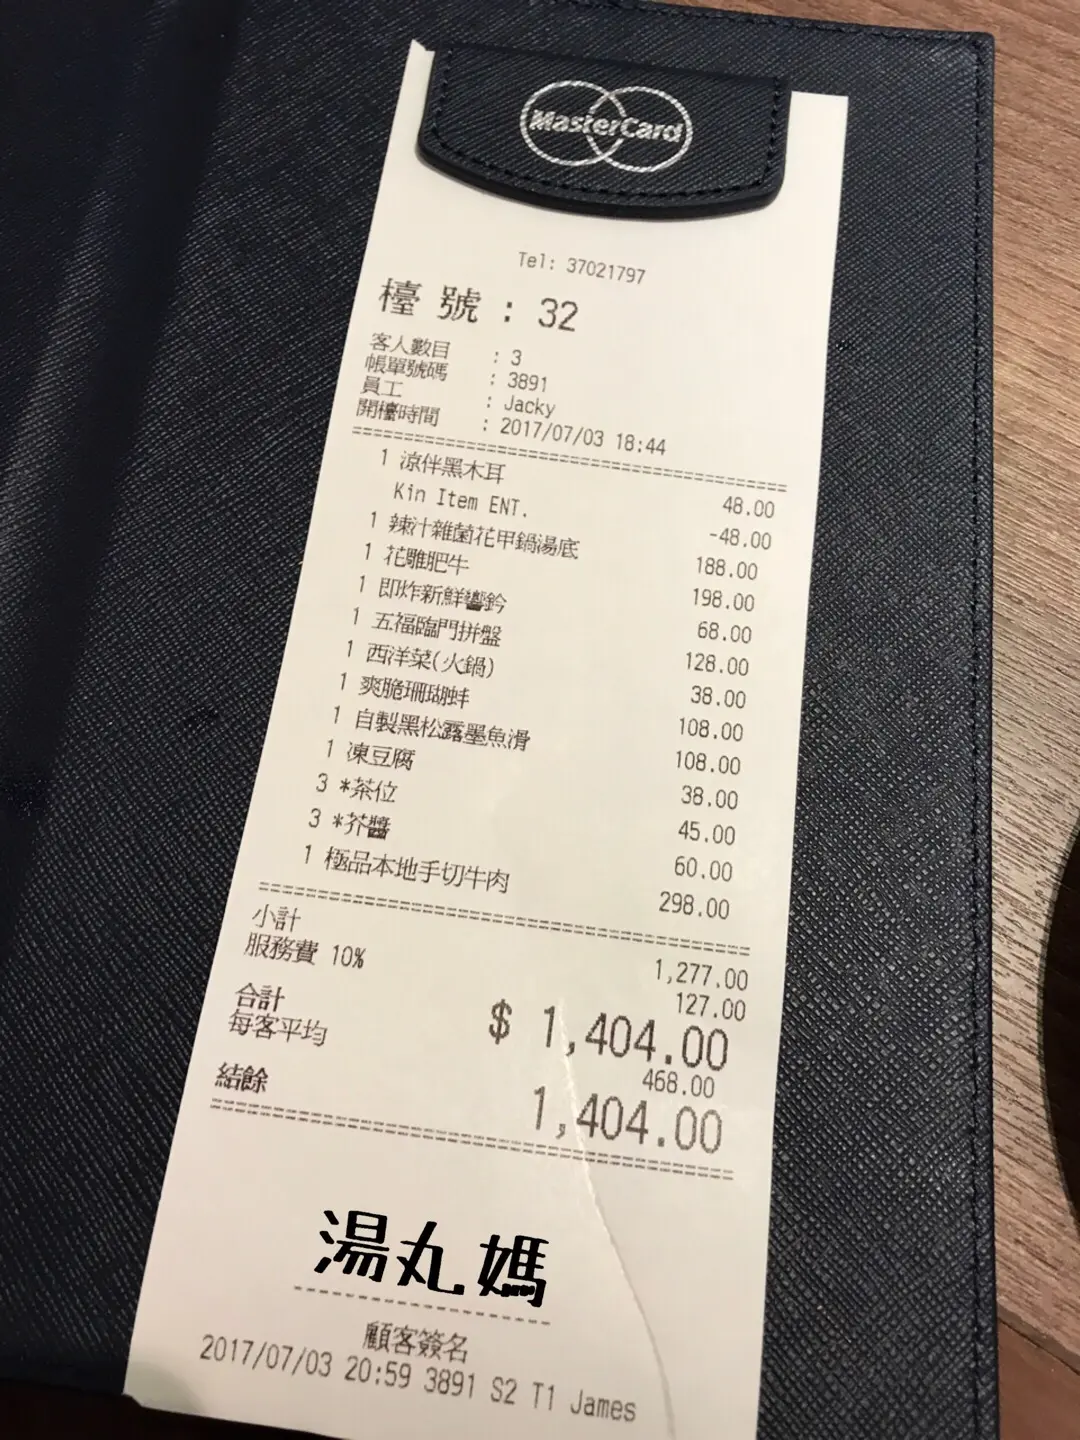 MasterCard
Tel: 37021797
檯 號 : 32
客人數目 : 3
帳單號碼 : 3891
員工 : Jacky
開檯時間 : 2017/07/03 18:44
1 涼伴黑木耳 48.00
Kin Item ENT. -48.00
1 辣汁雜菌花甲鍋湯底 188.00
1 花雕肥牛 198.00
1 即炸新鮮響鈴 68.00
1 五福臨門拼盤 128.00
1 西洋菜(火鍋) 38.00
1 爽脆珊瑚蚌 108.00
1 自製黑松露墨魚滑 108.00
1 凍豆腐 38.00
3 *茶位 45.00
3 *芥醬 60.00
1 極品本地手切牛肉 298.00
小計 1,277.00
服務費 10% 127.00
合計 $ 1,404.00
每客平均 468.00
結餘 1,404.00
湯丸媽
顧客簽名
2017/07/03 20:59 3891 S2 T1 James